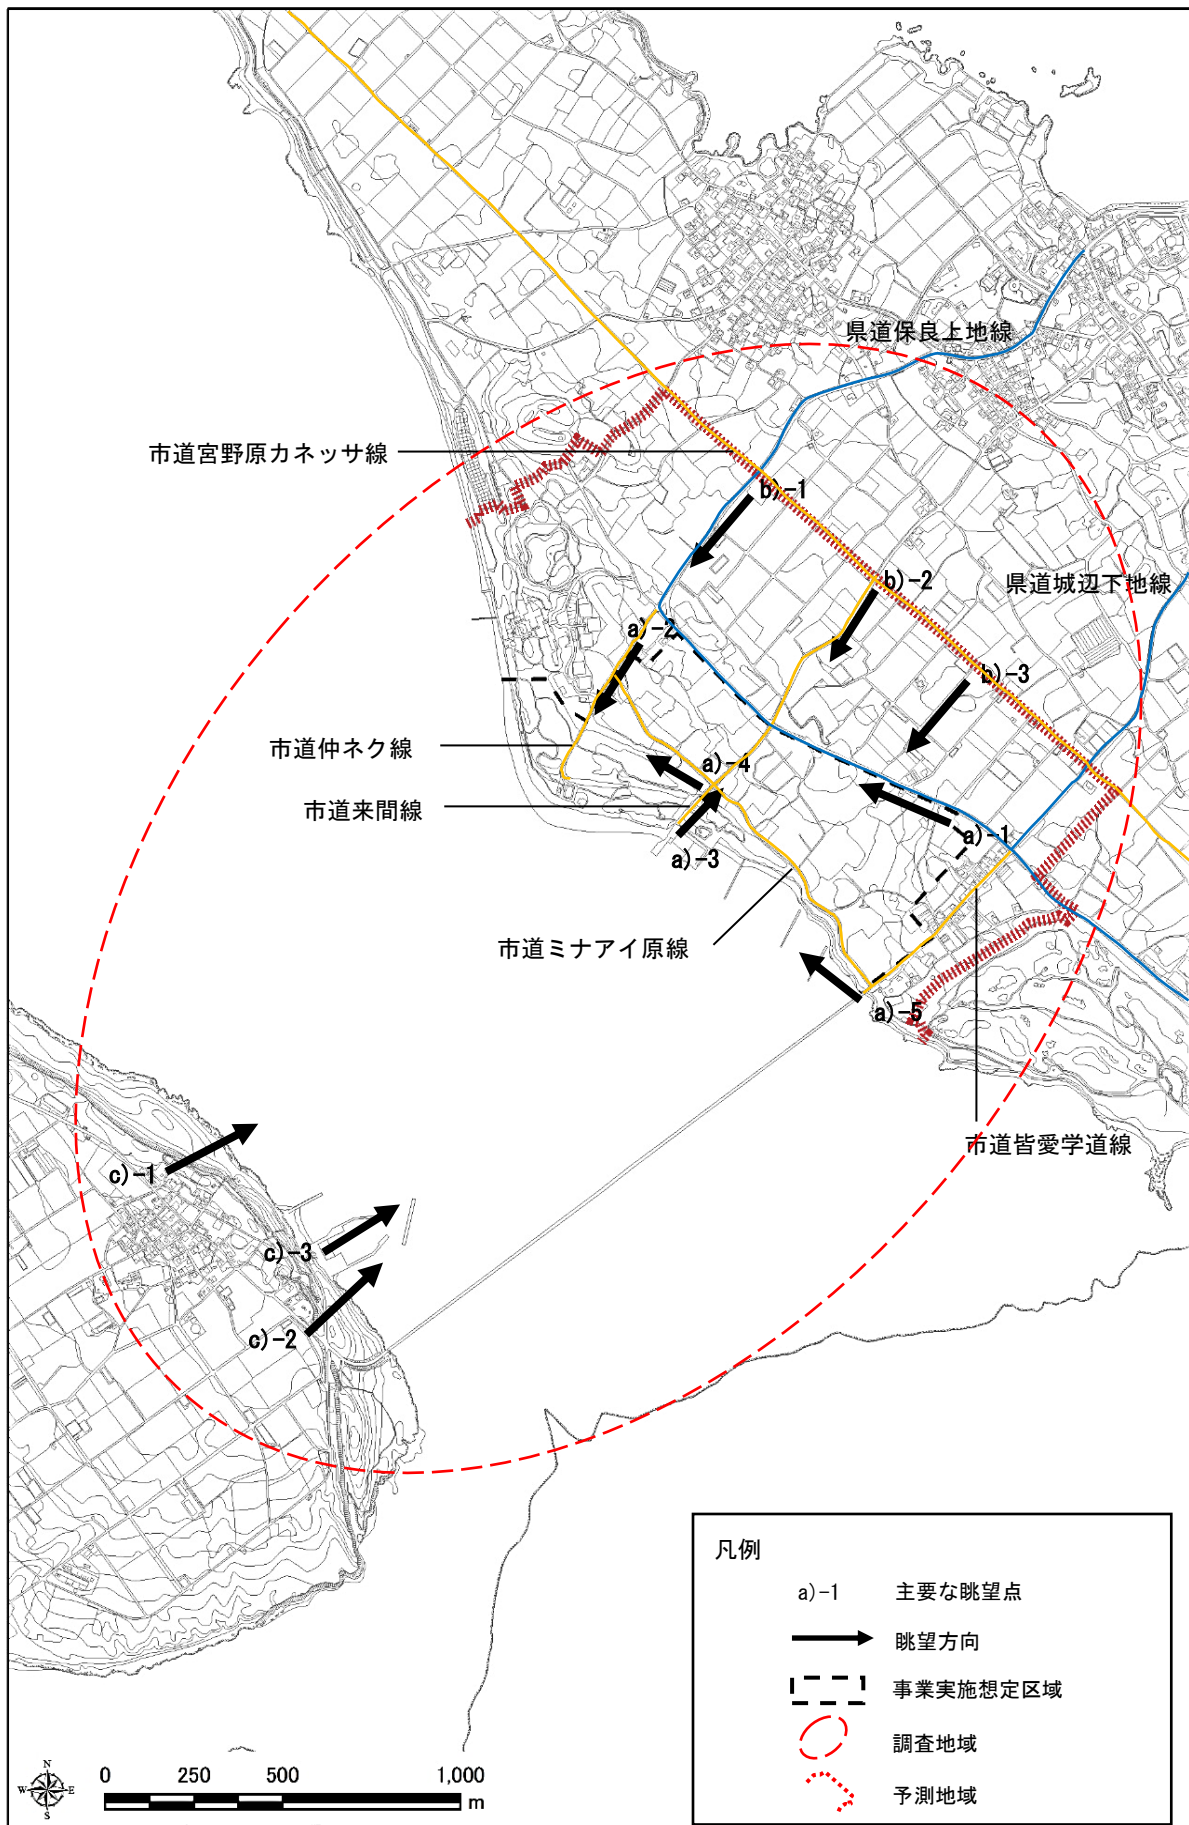 県道保良上地線
市道宮野原カネッサ線
b)-1
b)-2
県道城辺下地線
a)-2
b)-3
市道仲ネク線
a)-4
市道来間線
a)-1
a)-3
市道ミナアイ原線
a)-5
市道皆愛学道線
c)-1
c)-3
c)-2
凡例
a)-1 主要な眺望点
眺望方向
事業実施想定区域
調査地域
予測地域
N
W E
S
0 250 500 1,000
m